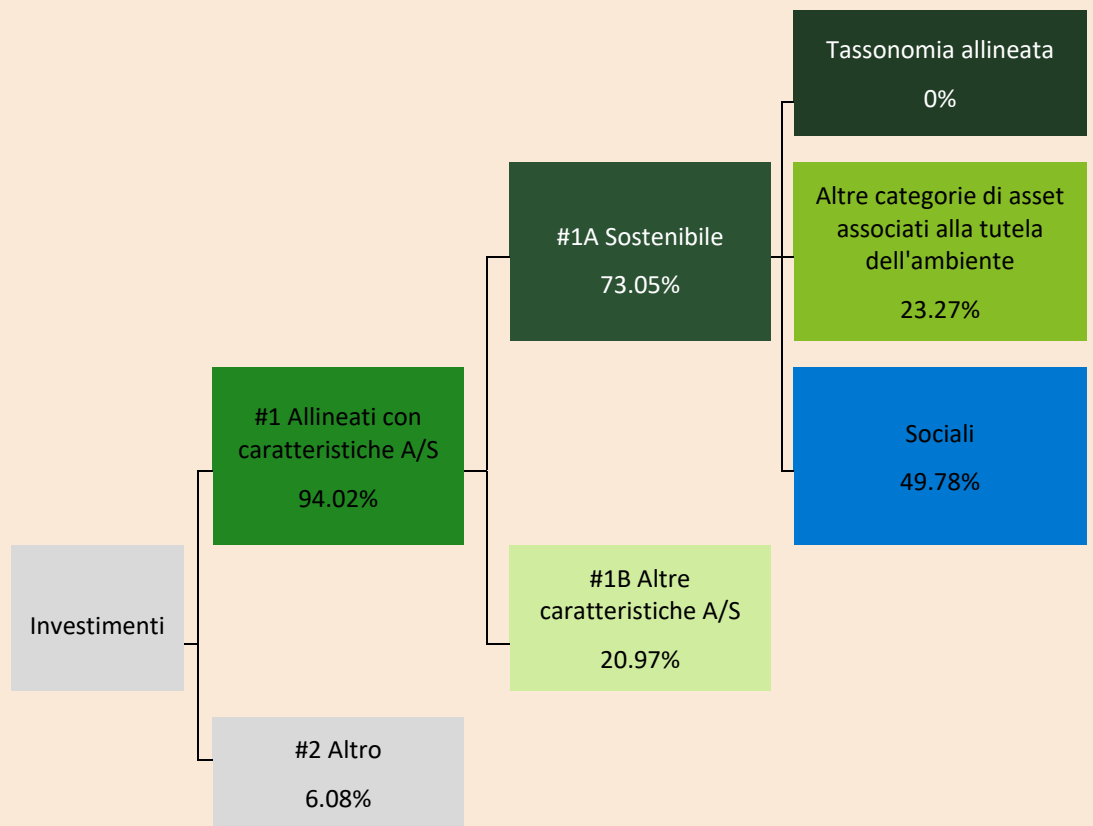 Investimenti
#1 Allineati con
caratteristiche A/S
94.02%
#2 Altro
6.08%
#1A Sostenibile
73.05%
#1B Altre
caratteristiche A/S
20.97%
Tassonomia allineata
0%
Altre categorie di asset
associati alla tutela
dell'ambiente
23.27%
Sociali
49.78%